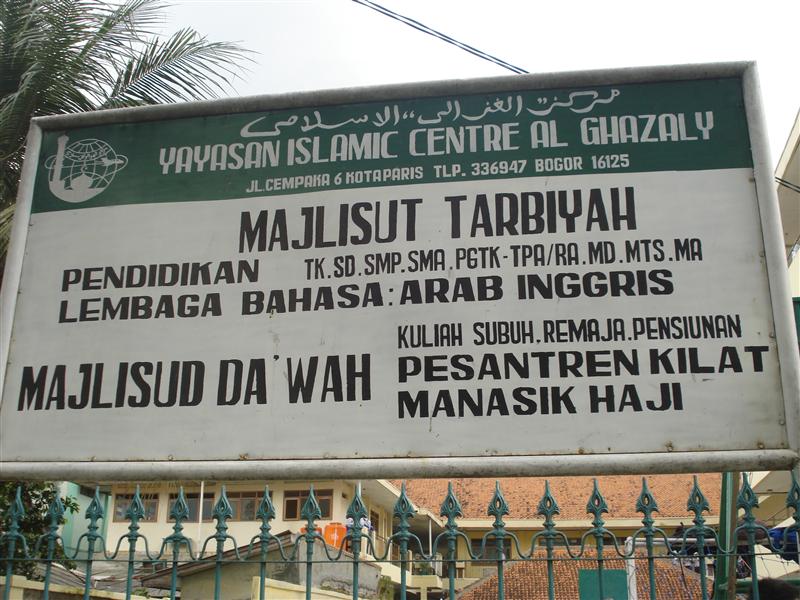 مركز الغزالى الاسلامى
YAYASAN ISLAMIC CENTRE AL GHAZALY
JL.CEMPAKA 6 KOTAPARIS TLP. 336947 BOGOR 16125
MAJLISUT TARBIYAH
PENDIDIKAN TK.SD.SMP.SMA.PGTK-TPA/RA.MD.MTS.MA
LEMBAGA BAHASA: ARAB INGGRIS
MAJLISUD DA'WAH
KULIAH SUBUH.REMAJA.PENSIUNAN
PESANTREN KILAT
MANASIK HAJI